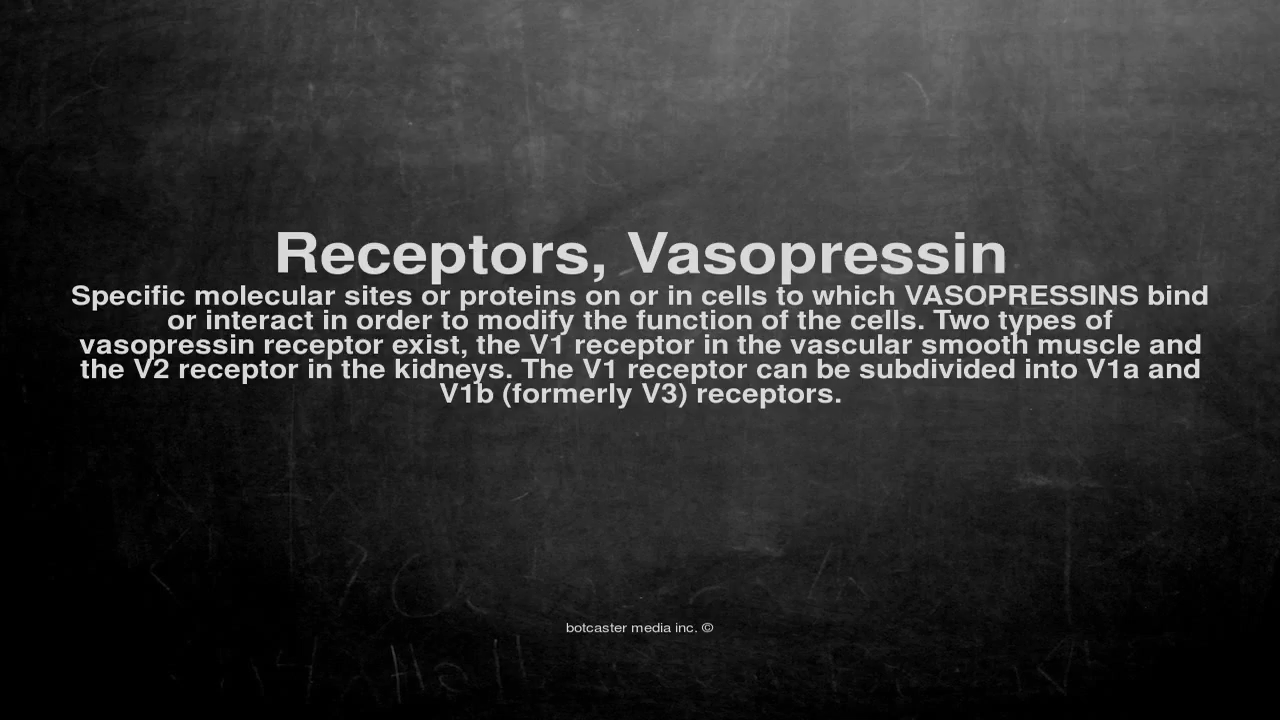 Receptors, Vasopressin
Specific molecular sites or proteins on or in cells to which VASOPRESSINS bind
or interact in order to modify the function of the cells. Two types of
vasopressin receptor exist, the V1 receptor in the vascular smooth muscle and
the V2 receptor in the kidneys. The V1 receptor can be subdivided into V1a and
V1b (formerly V3) receptors.
botcaster media inc. ©